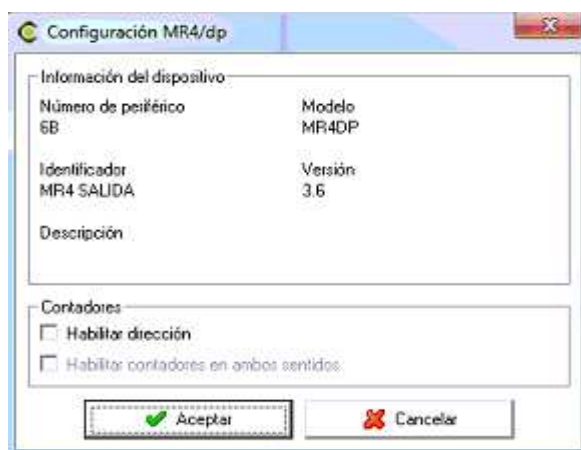 Configuración MR4/dp
Información del dispositivo
Número de periférico
6B
Modelo
MR4DP
Identificador
MR4 SALIDA
Versión
3.6
Descripción
Contadores
Habilitar dirección
Habilitar contadores en ambos sentidos
Aceptar
Cancelar